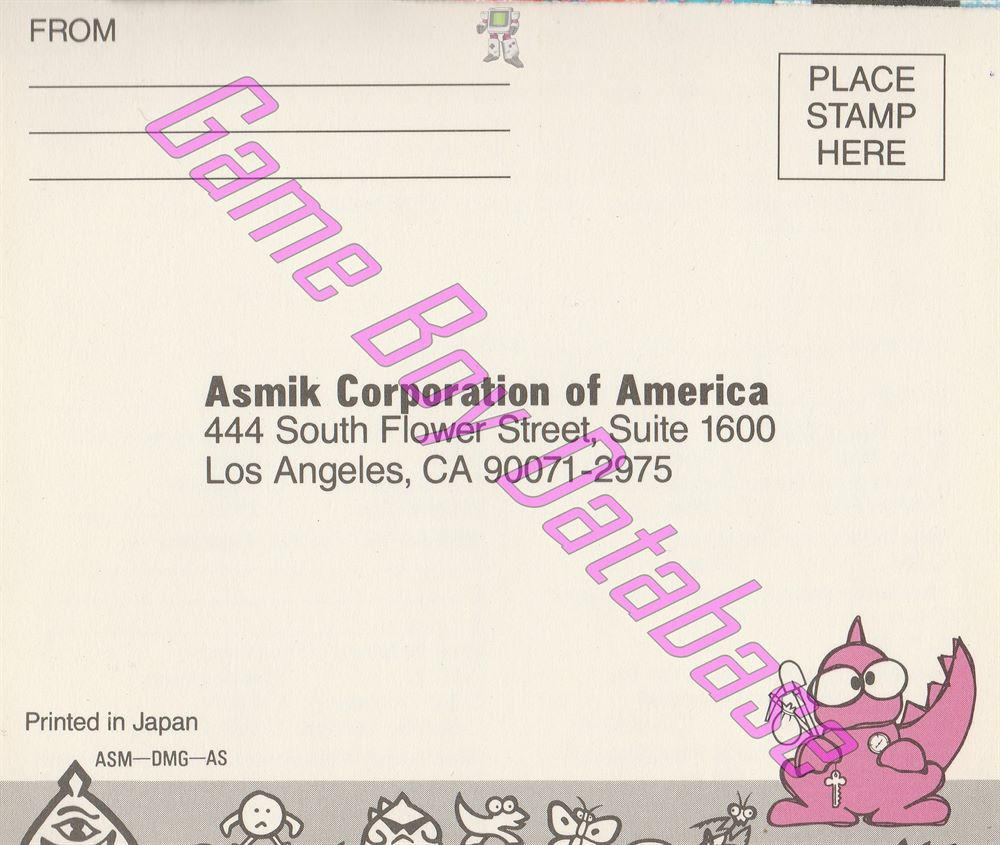 FROM
PLACE
STAMP
HERE
Asmik Corporation of America
444 South Flower Street, Suite 1600
Los Angeles, CA 90071-2975
Game Boy Database
Printed in Japan
ASM—DMG—AS